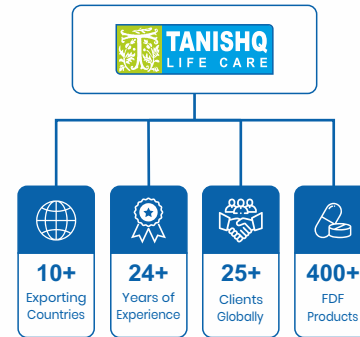 TANISHQ
LIFE CARE
10+
Exporting
Countries
24+
Years of
Experience
25+
Clients
Globally
400+
FDF
Products